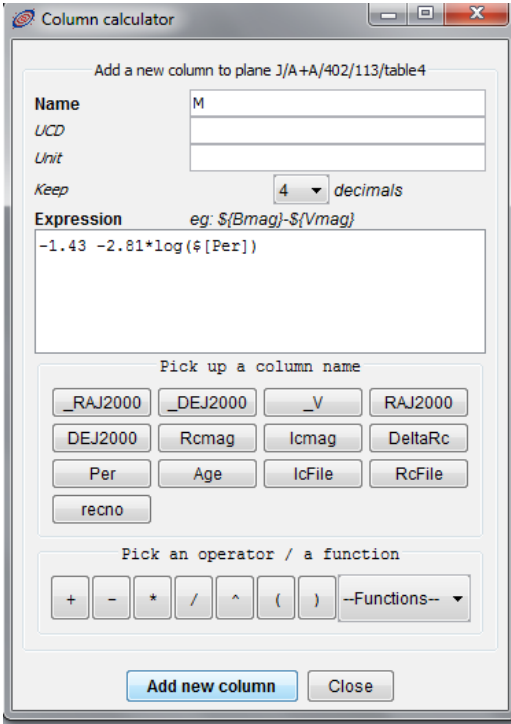 Column calculator
Add a new column to plane J/A+A/402/113/table4
Name M
UCD
Unit
Keep 4 decimals
Expression eg: ${Bmag}-${Vmag}
-1.43 -2.81*log($[Per])
Pick up a column name
_RAJ2000 _DEJ2000 _V RAJ2000
DEJ2000 Rcmag Icmag DeltaRc
Per Age IcFile RcFile
recno
Pick an operator / a function
+ - * / ^ ( ) --Functions--
Add new column Close